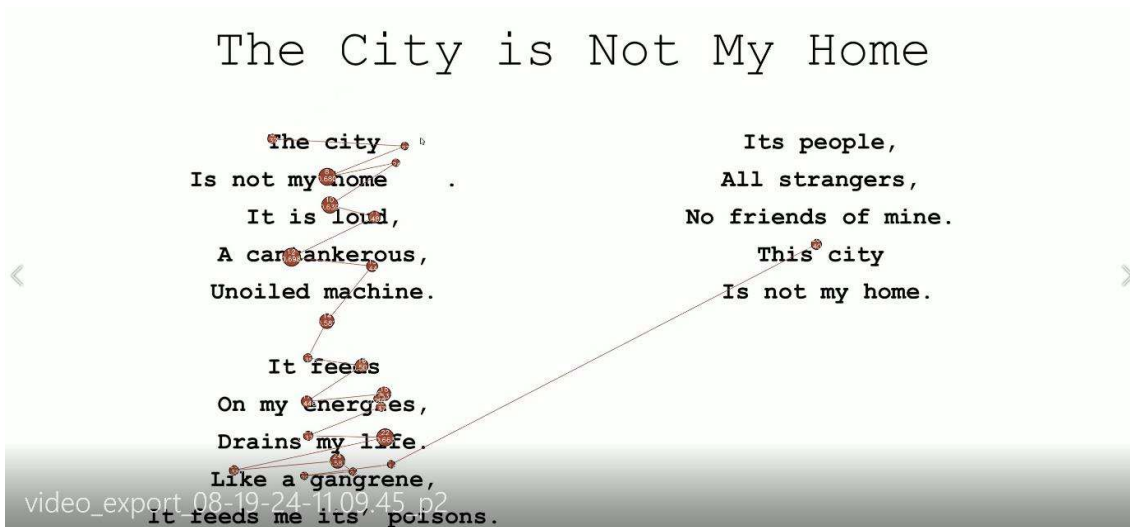 The City is Not My Home
The city
Is not my home .
It is loud,
A cantankerous,
Unoiled machine.
It feeds
On my energies,
Drains my life.
Like a gangrene,
It feeds me its' poisons.
Its people,
All strangers,
No friends of mine.
This city
Is not my home.
video_export_08-19-24-11.09.45_p2